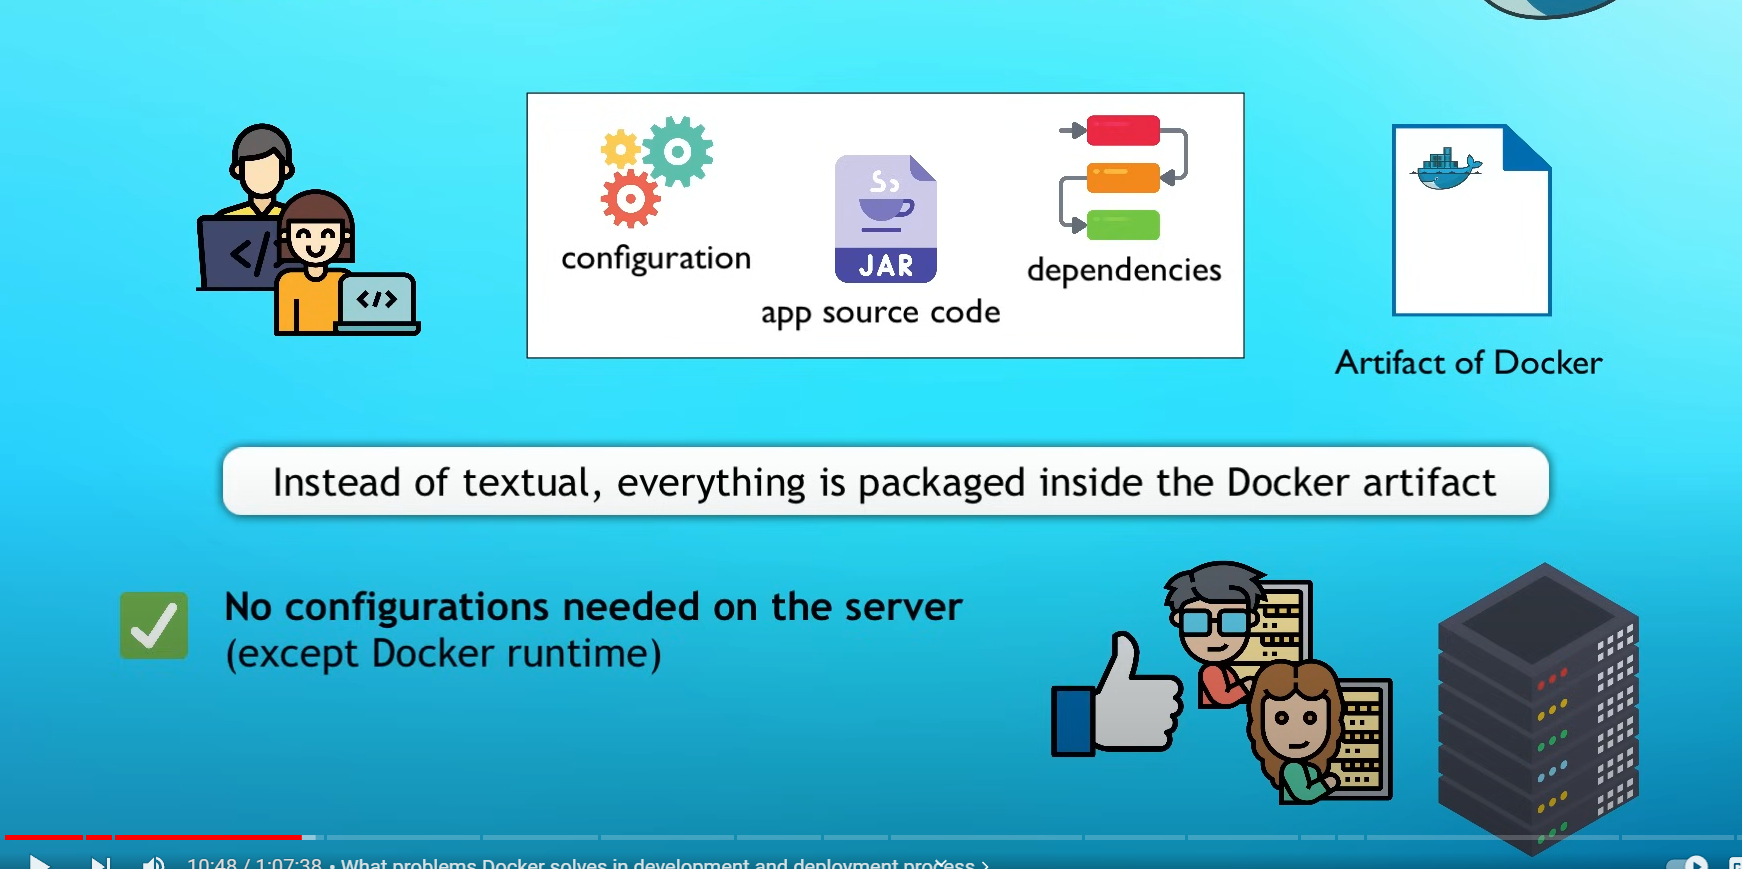 configuration
JAR
app source code
dependencies
Artifact of Docker
Instead of textual, everything is packaged inside the Docker artifact
No configurations needed on the server
(except Docker runtime)
10:48 / 1:07:38 • What problems Docker solves in development and deployment process >